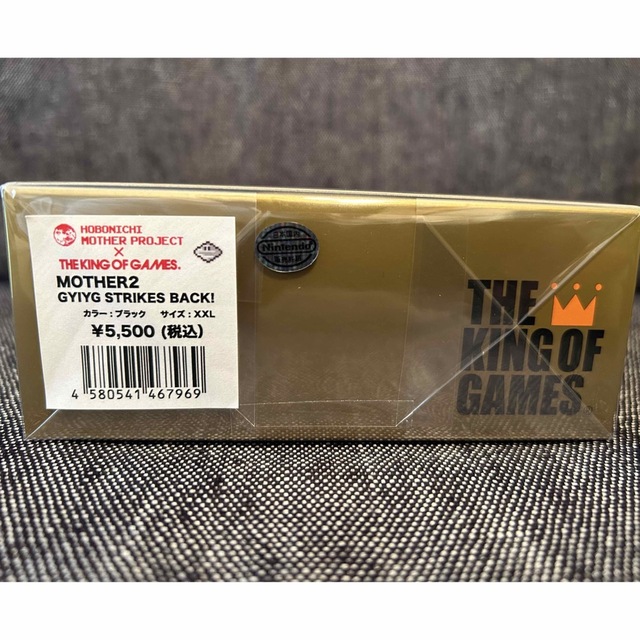 HOBONICHI
MOTHER PROJECT
×
THE KING OF GAMES.
MOTHER2
GYIYG STRIKES BACK!
カラー：ブラック サイズ：XXL
¥5,500 (税込)
4 580541 467969
Nintendo
THE
KING OF
GAMES.